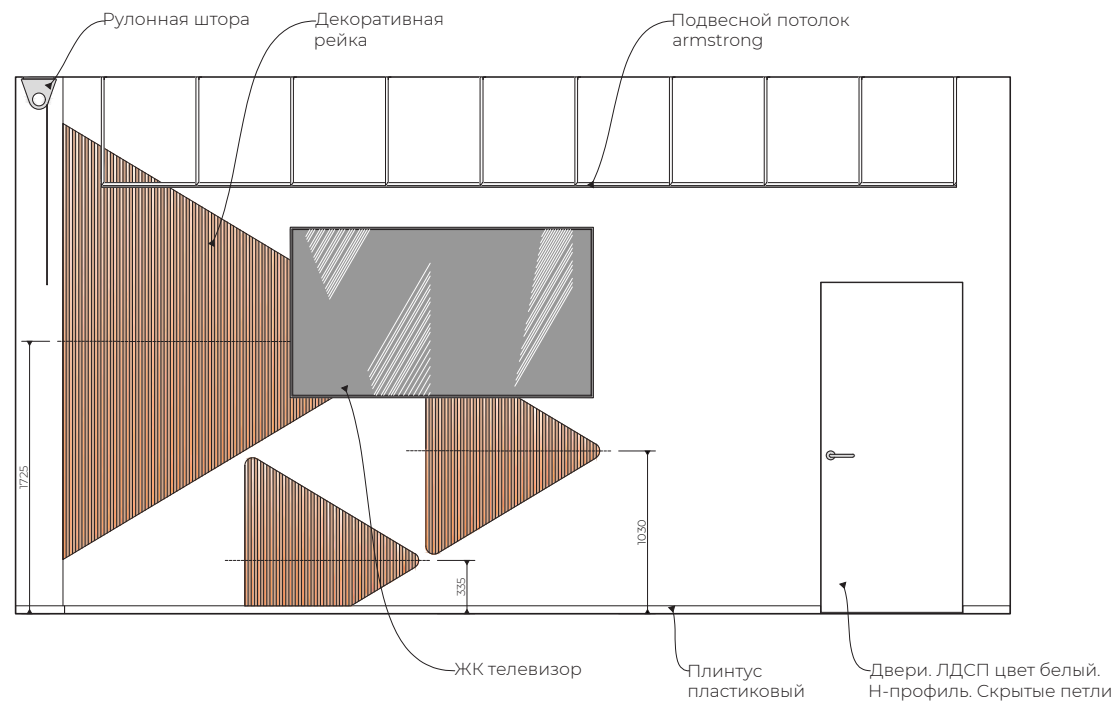 Рулонная штора
Декоративная
рейка
Подвесной потолок
armstrong
1725
1030
335
ЖК телевизор
Плинтус
пластиковый
Двери. ЛДСП цвет белый.
Н-профиль. Скрытые петли